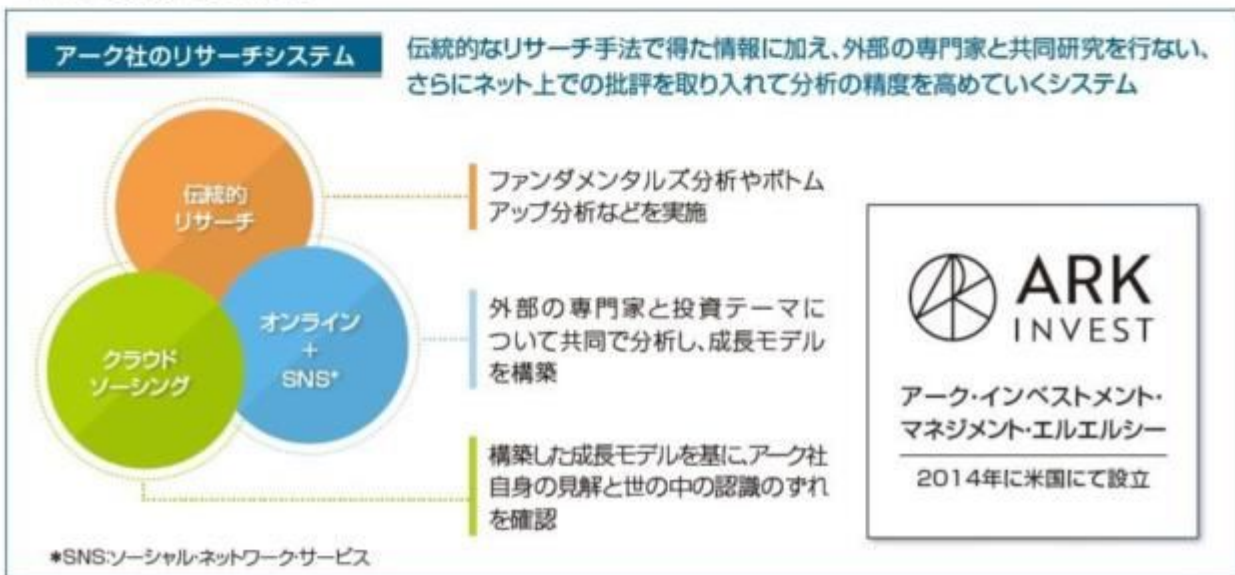 アーク社のリサーチシステム
伝統的なリサーチ手法で得た情報に加え、外部の専門家と共同研究を行ない、
さらにネット上での批評を取り入れて分析の精度を高めていくシステム
伝統的
リサーチ
ファンダメンタルズ分析やボトム
アップ分析などを実施
オンライン
+
SNS*
外部の専門家と投資テーマに
ついて共同で分析し、成長モデル
を構築
クラウド
ソーシング
構築した成長モデルを基に、アーク社
自身の見解と世の中の認識のずれ
を確認
*SNS:ソーシャル・ネットワーク・サービス
ARK
INVEST
アーク・インベストメント・
マネジメント・エルエルシー
2014年に米国にて設立